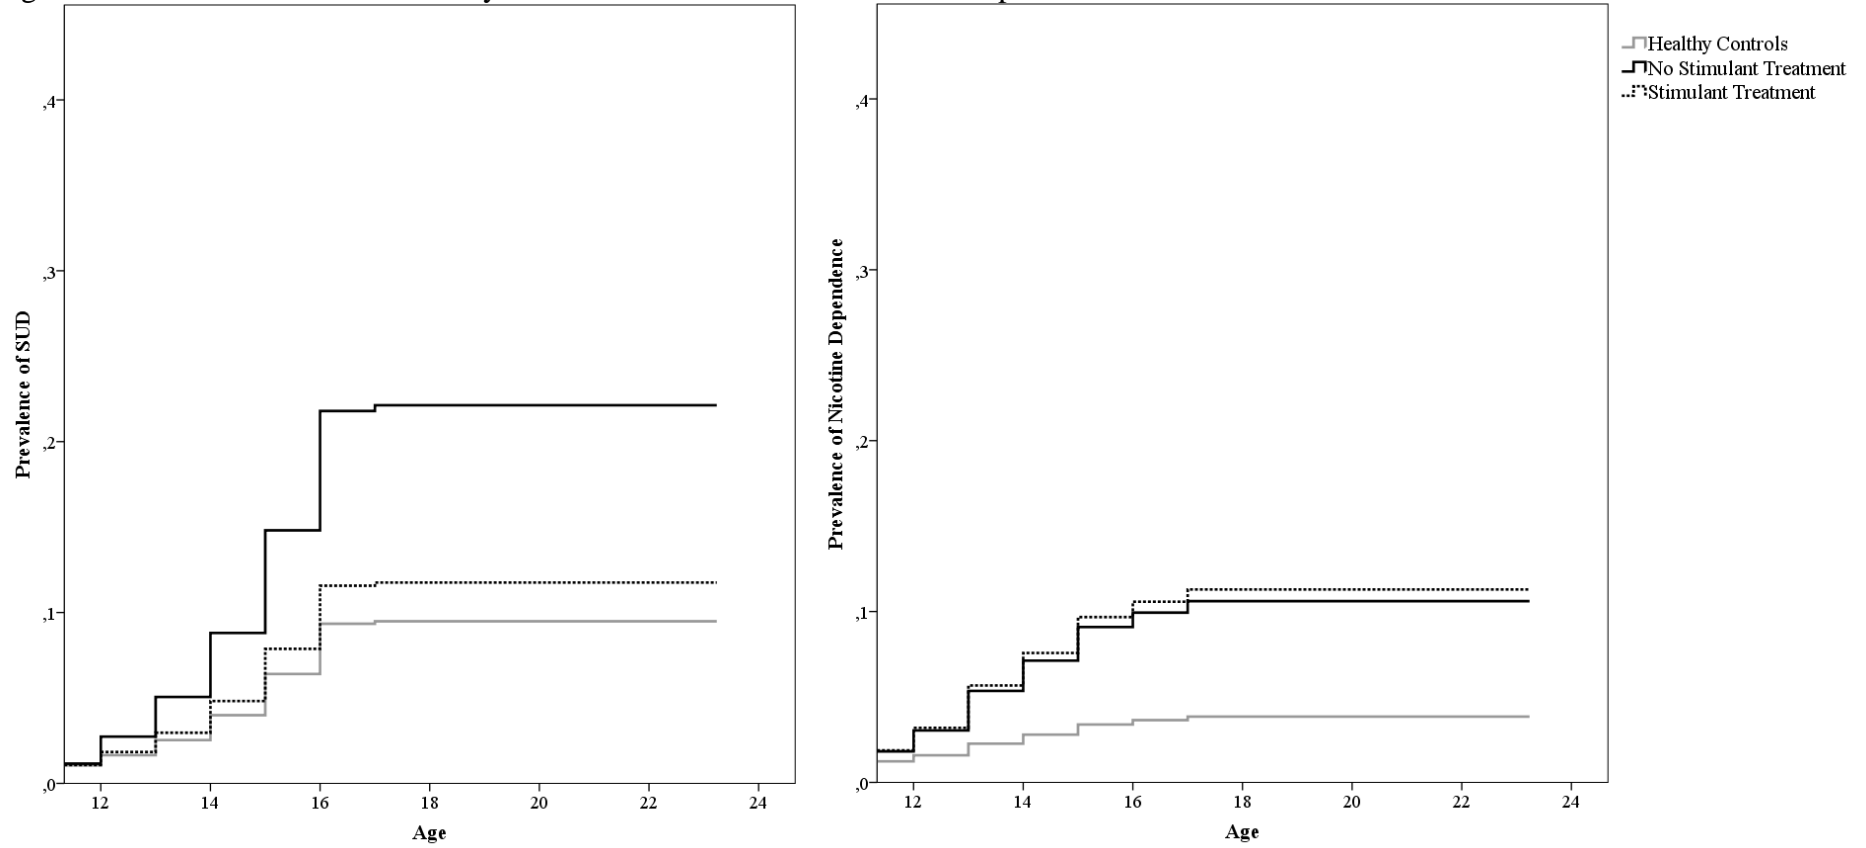 Prevalence of SUD
,4
,3
,2
,1
,0
12 14 16 18 20 22 24
Age
Prevalence of Nicotine Dependence
,4
,3
,2
,1
,0
12 14 16 18 20 22 24
Age
Healthy Controls
No Stimulant Treatment
Stimulant Treatment